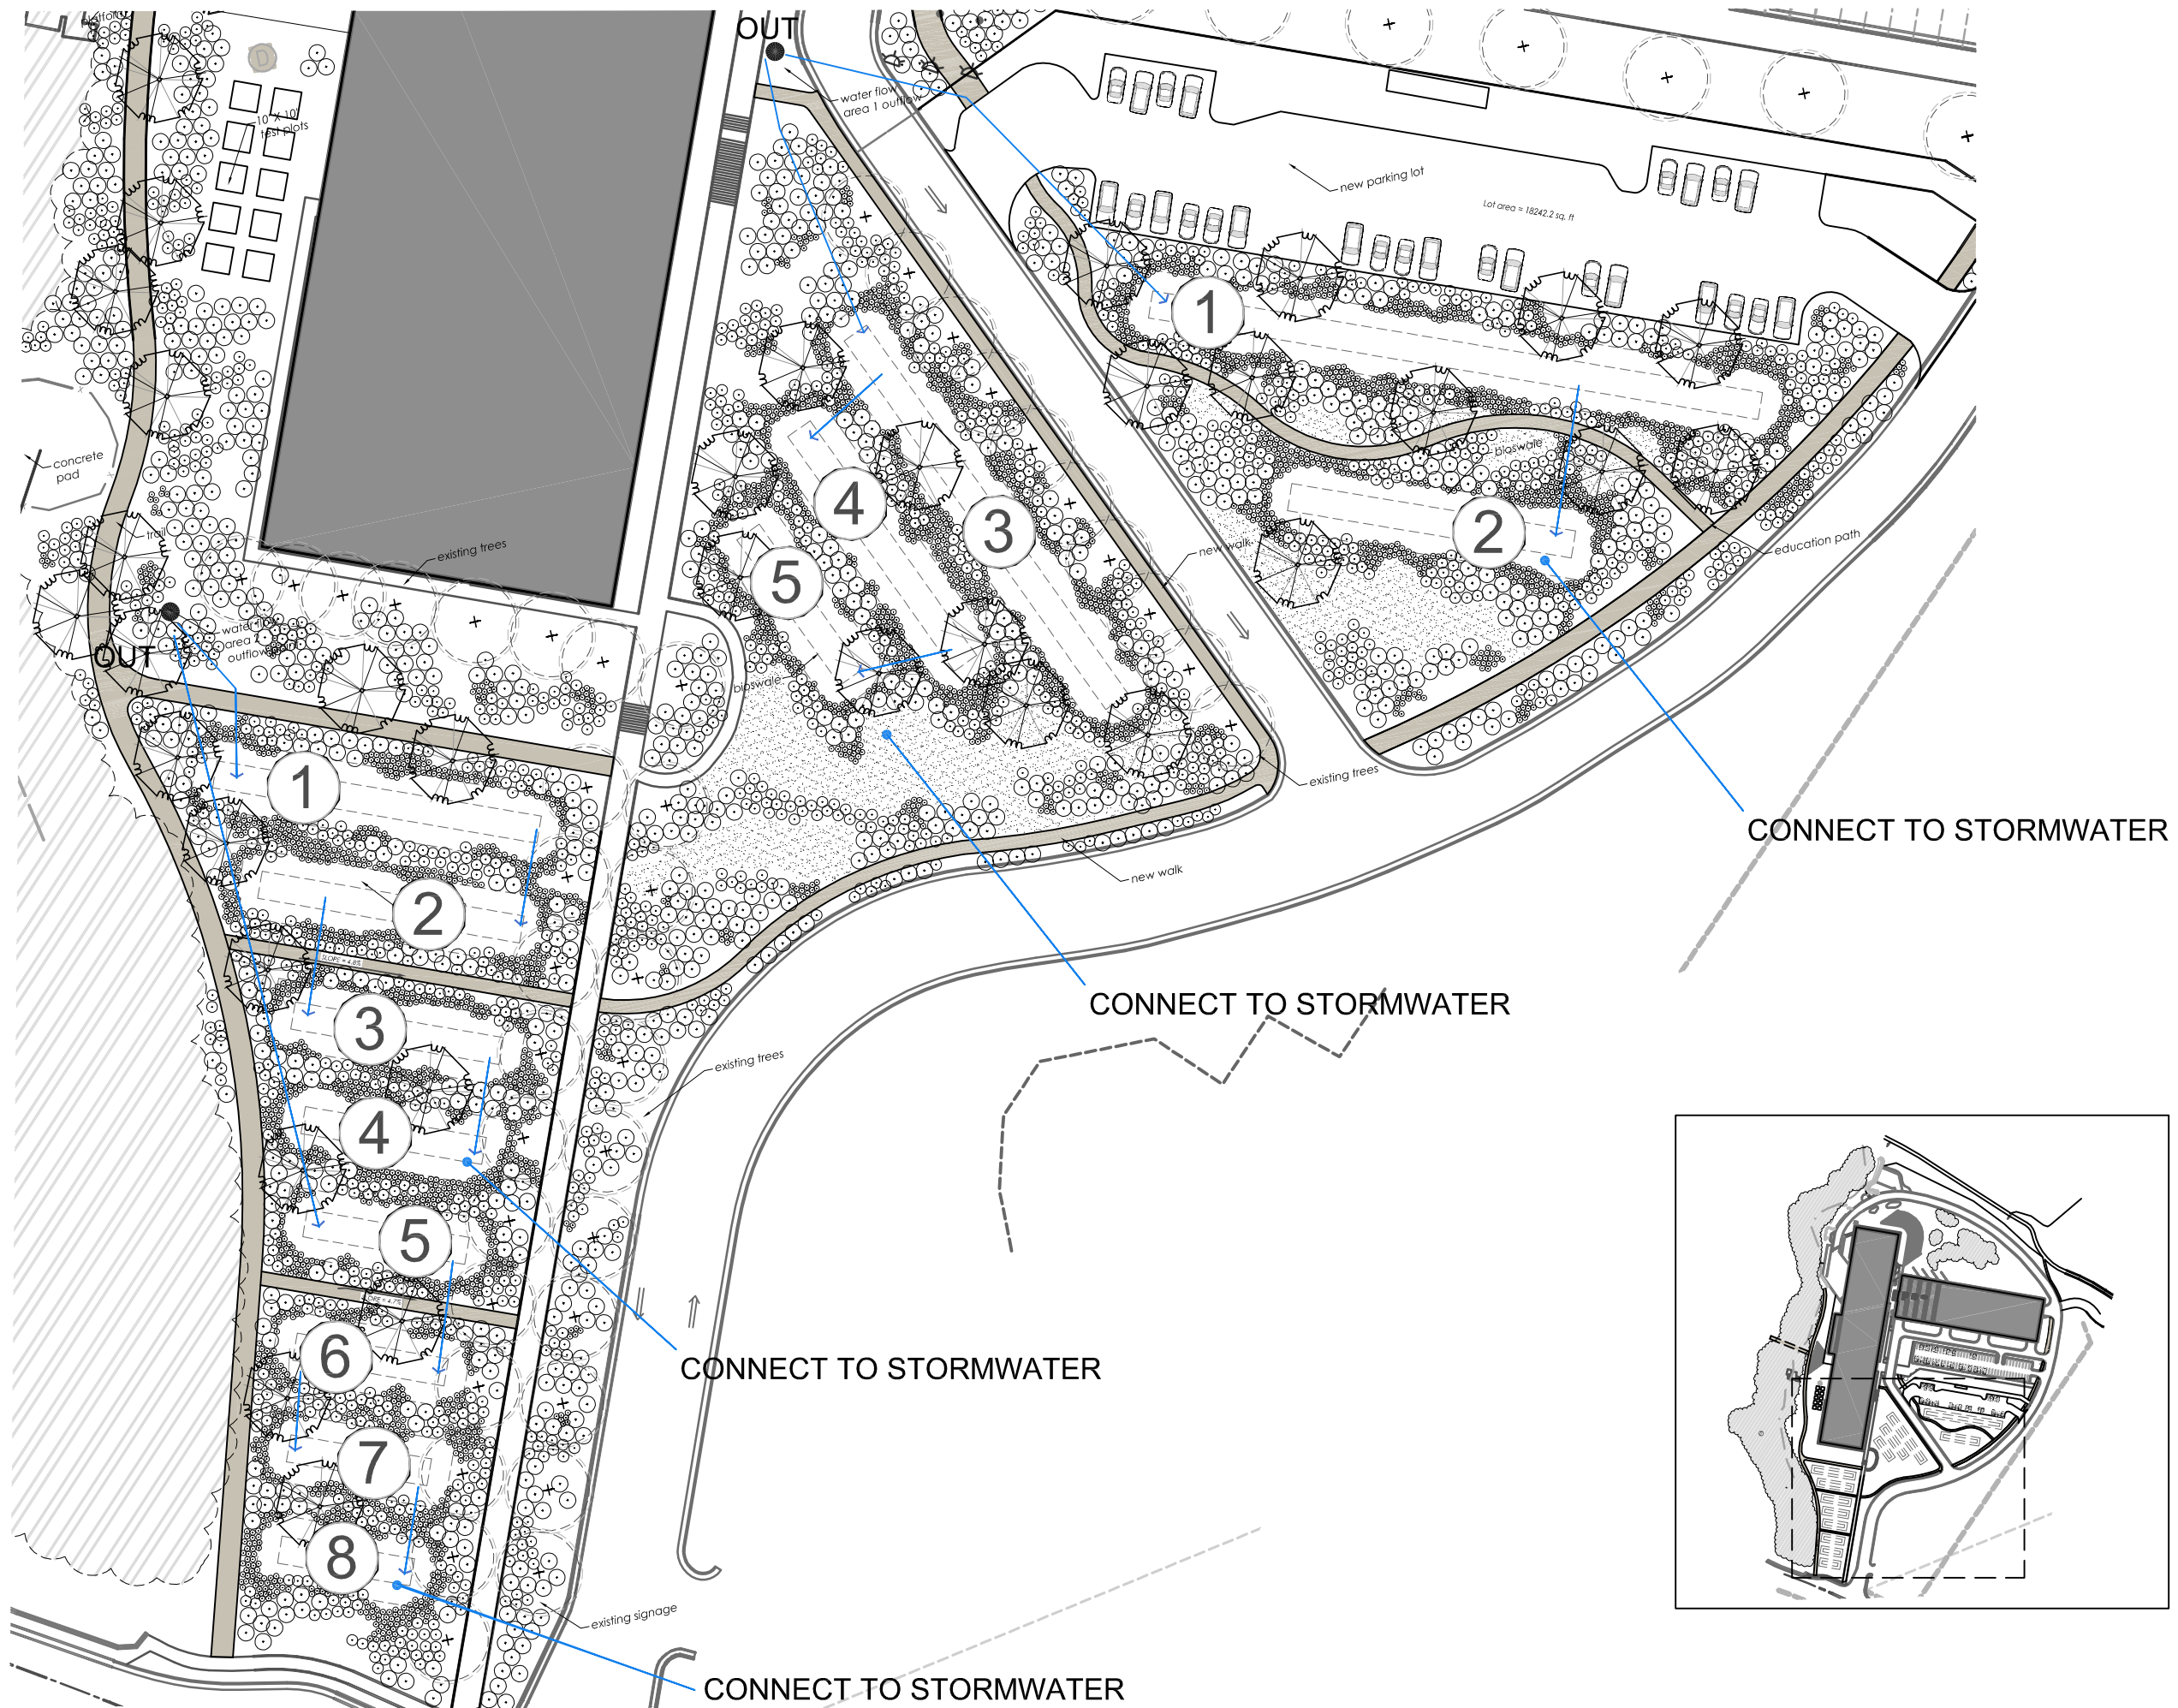 OUT
D
water flow
area 1 outflow
10' X 10'
test plots
new parking lot
Lot area = 18242.2 sq. ft
1
concrete
pad
bioswale
4
3
2
trail
existing trees
new walk
education path
5
water flow
area 2
outflow
OUT
bioswale
existing trees
1
CONNECT TO STORMWATER
new walk
2
SLOPE = 4.8%
3
CONNECT TO STORMWATER
existing trees
4
5
6
CONNECT TO STORMWATER
7
8
existing signage
CONNECT TO STORMWATER